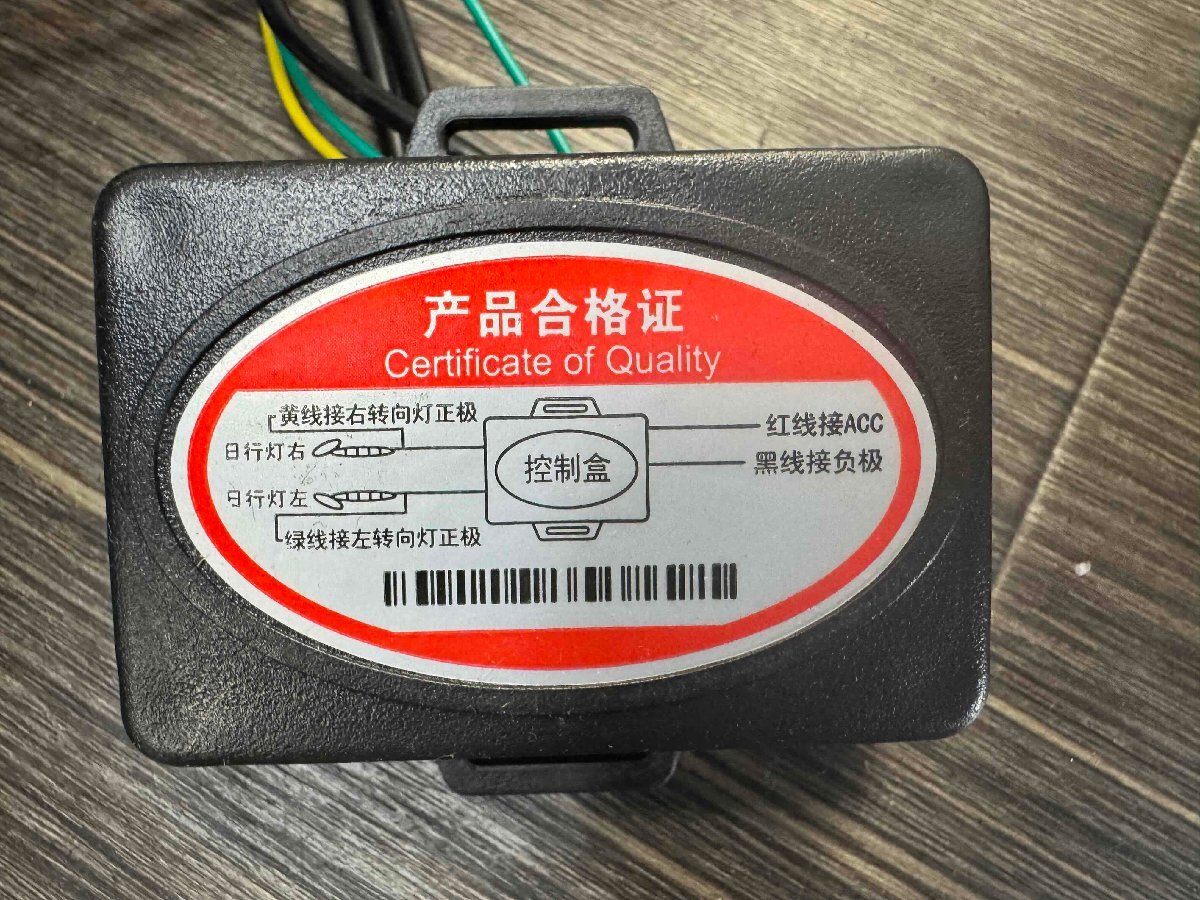 产品合格证
Certificate of Quality
黄线接右转向灯正极
日行灯右
日行灯左
绿线接左转向灯正极
控制盒
红线接ACC
黑线接负极